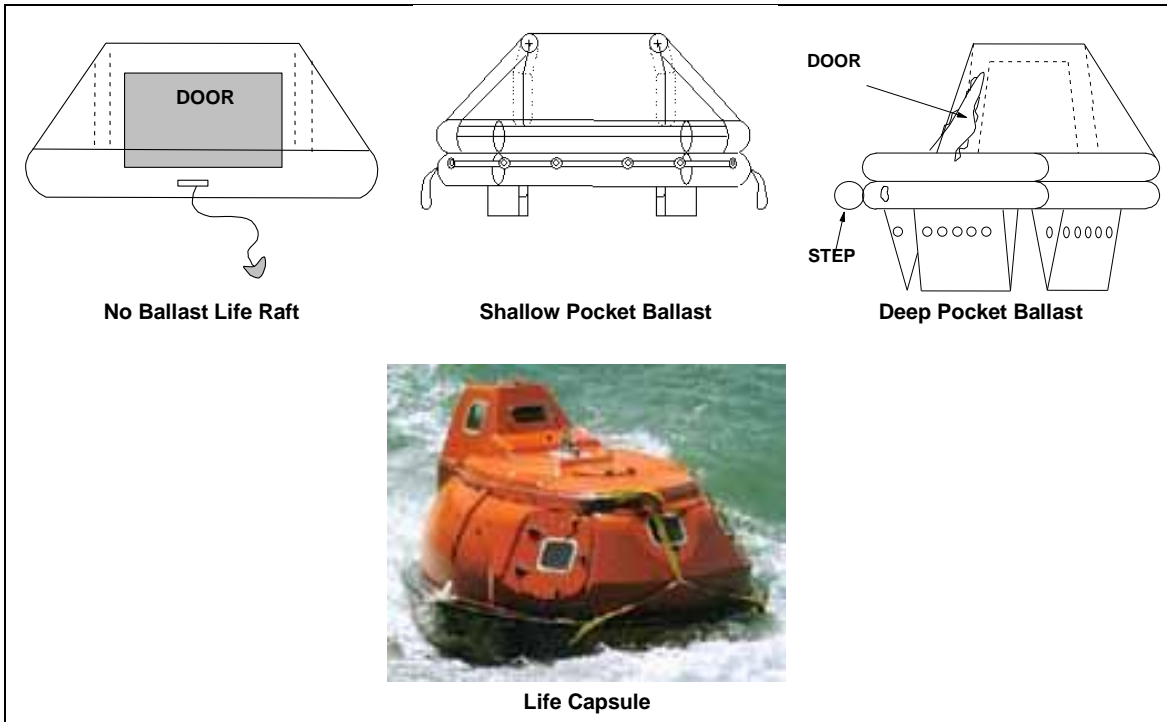 DOOR
No Ballast Life Raft
Shallow Pocket Ballast
DOOR
STEP
Deep Pocket Ballast
Life Capsule